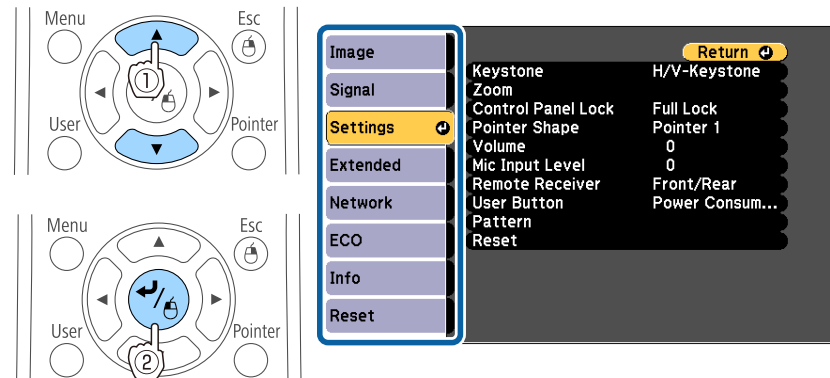 Menu
Esc
1
User
Pointer
Menu
Esc
User
Pointer
2
Image
Signal
Settings
Extended
Network
ECO
Info
Reset
Return
Keystone H/V-Keystone
Zoom
Control Panel Lock Full Lock
Pointer Shape Pointer 1
Volume 0
Mic Input Level 0
Remote Receiver Front/Rear
User Button Power Consum...
Pattern
Reset